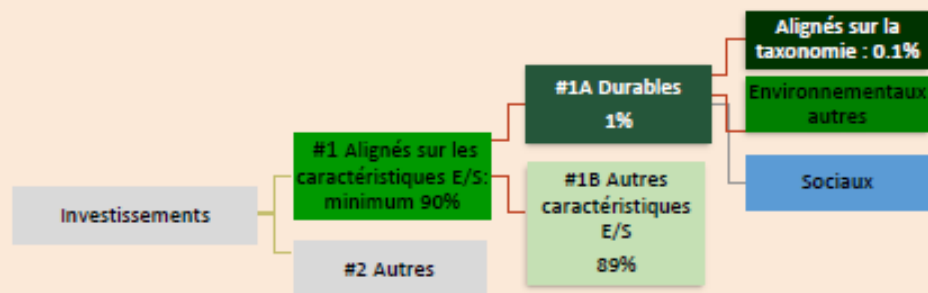 Investissements
#1 Alignés sur les
caractéristiques E/S:
minimum 90%
#2 Autres
#1A Durables
1%
#1B Autres
caractéristiques
E/S
89%
Alignés sur la
taxonomie : 0.1%
Environnementaux
autres
Sociaux